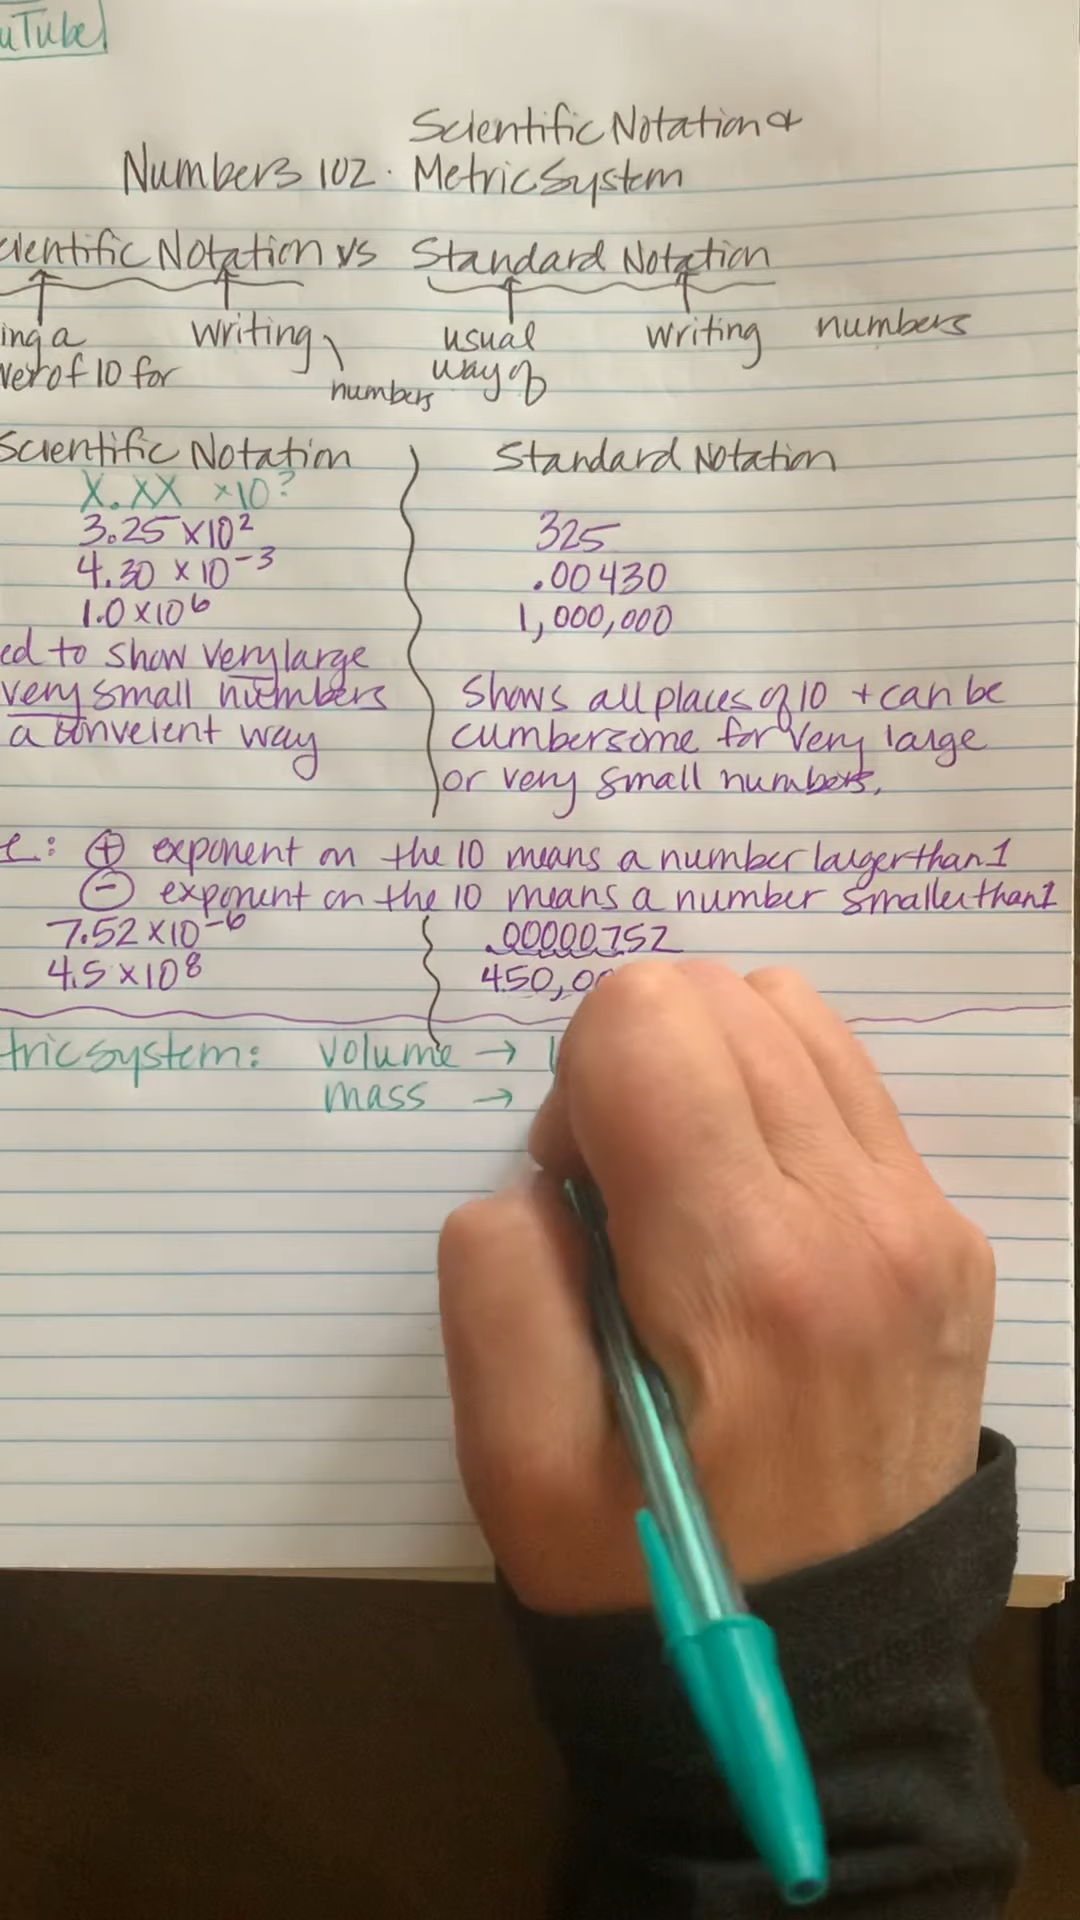 uTube
Scientific Notation &
Numbers 102. Metric System
cientific Notation vs Standard Notation
ing a writing numbers usual way of writing numbers
wer of 10 for
Scientific Notation Standard Notation
X.XX ×10?
3.25 ×10² 325
4.30 × 10⁻³ .00430
1.0 ×10⁶ 1,000,000
ed to show very large
very small numbers
a convelent way
Shows all places of 10 + can be
cumbersome for very large
or very small numbers.
e: ⊕ exponent on the 10 means a number larger than 1
⊖ exponent on the 10 means a number smaller than 1
7.52 ×10⁻⁶ .00000752
4.5 ×10⁸ 450,00
tric system: volume →
mass →